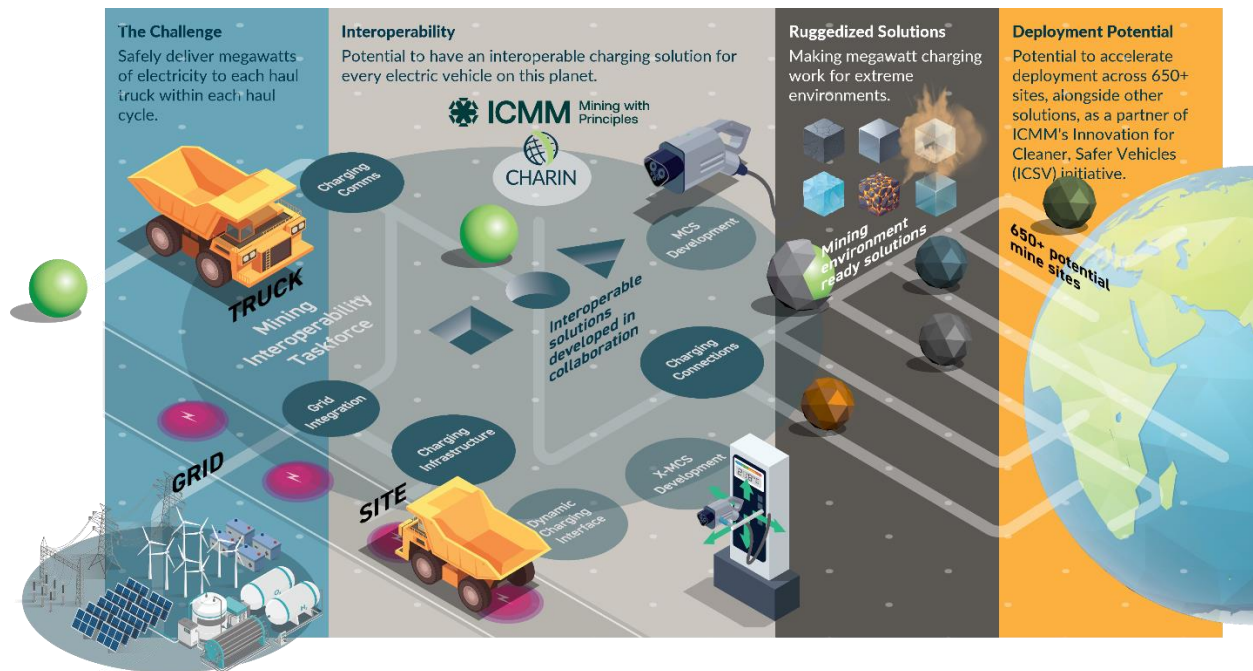 The Challenge
Safely deliver megawatts
of electricity to each haul
truck within each haul
cycle.
Interoperability
Potential to have an interoperable charging solution for
every electric vehicle on this planet.
ICMM
Mining with
Principles
CHARIN
Ruggedized Solutions
Making megawatt charging
work for extreme
environments.
Deployment Potential
Potential to accelerate
deployment across 650+
sites, alongside other
solutions, as a partner of
ICMM's Innovation for
Cleaner, Safer Vehicles
(ICSV) initiative.
Charging
Comms
MCS
Development
TRUCK
Mining
Interoperability
Taskforce
Interoperable
solutions
developed in
collaboration
Mining
environment
ready solutions
650+ potential
mine sites
Charging
Connections
Grid
Integration
Charging
Infrastructure
X-MCS
Development
GRID
SITE
Dynamic
Charging
Interface
O₂
H₂